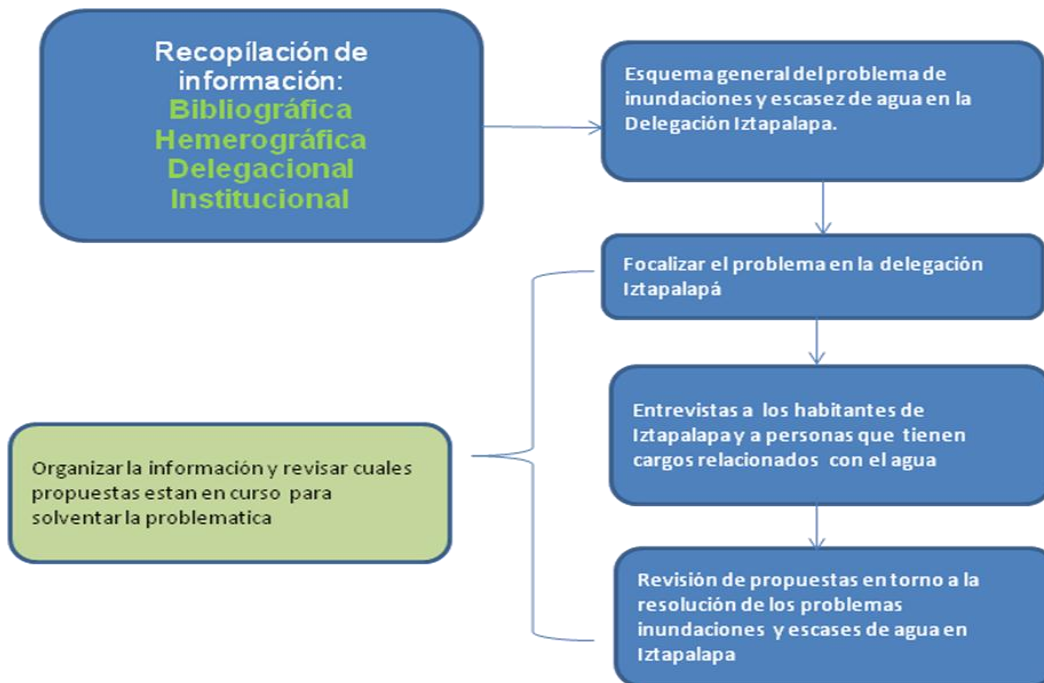 Recopílación de
información:
Bibliográfica
Hemerográfica
Delegacional
Institucional
Esquema general del problema de
inundaciones y escasez de agua en la
Delegación Iztapalapa.
Focalizar el problema en la delegación
Iztapalapá
Entrevistas a los habitantes de
Iztapalapa y a personas que tienen
cargos relacionados con el agua
Organizar la información y revisar cuales
propuestas estan en curso para
solventar la problematica
Revisión de propuestas en torno a la
resolución de los problemas
inundaciones y escases de agua en
Iztapalapa